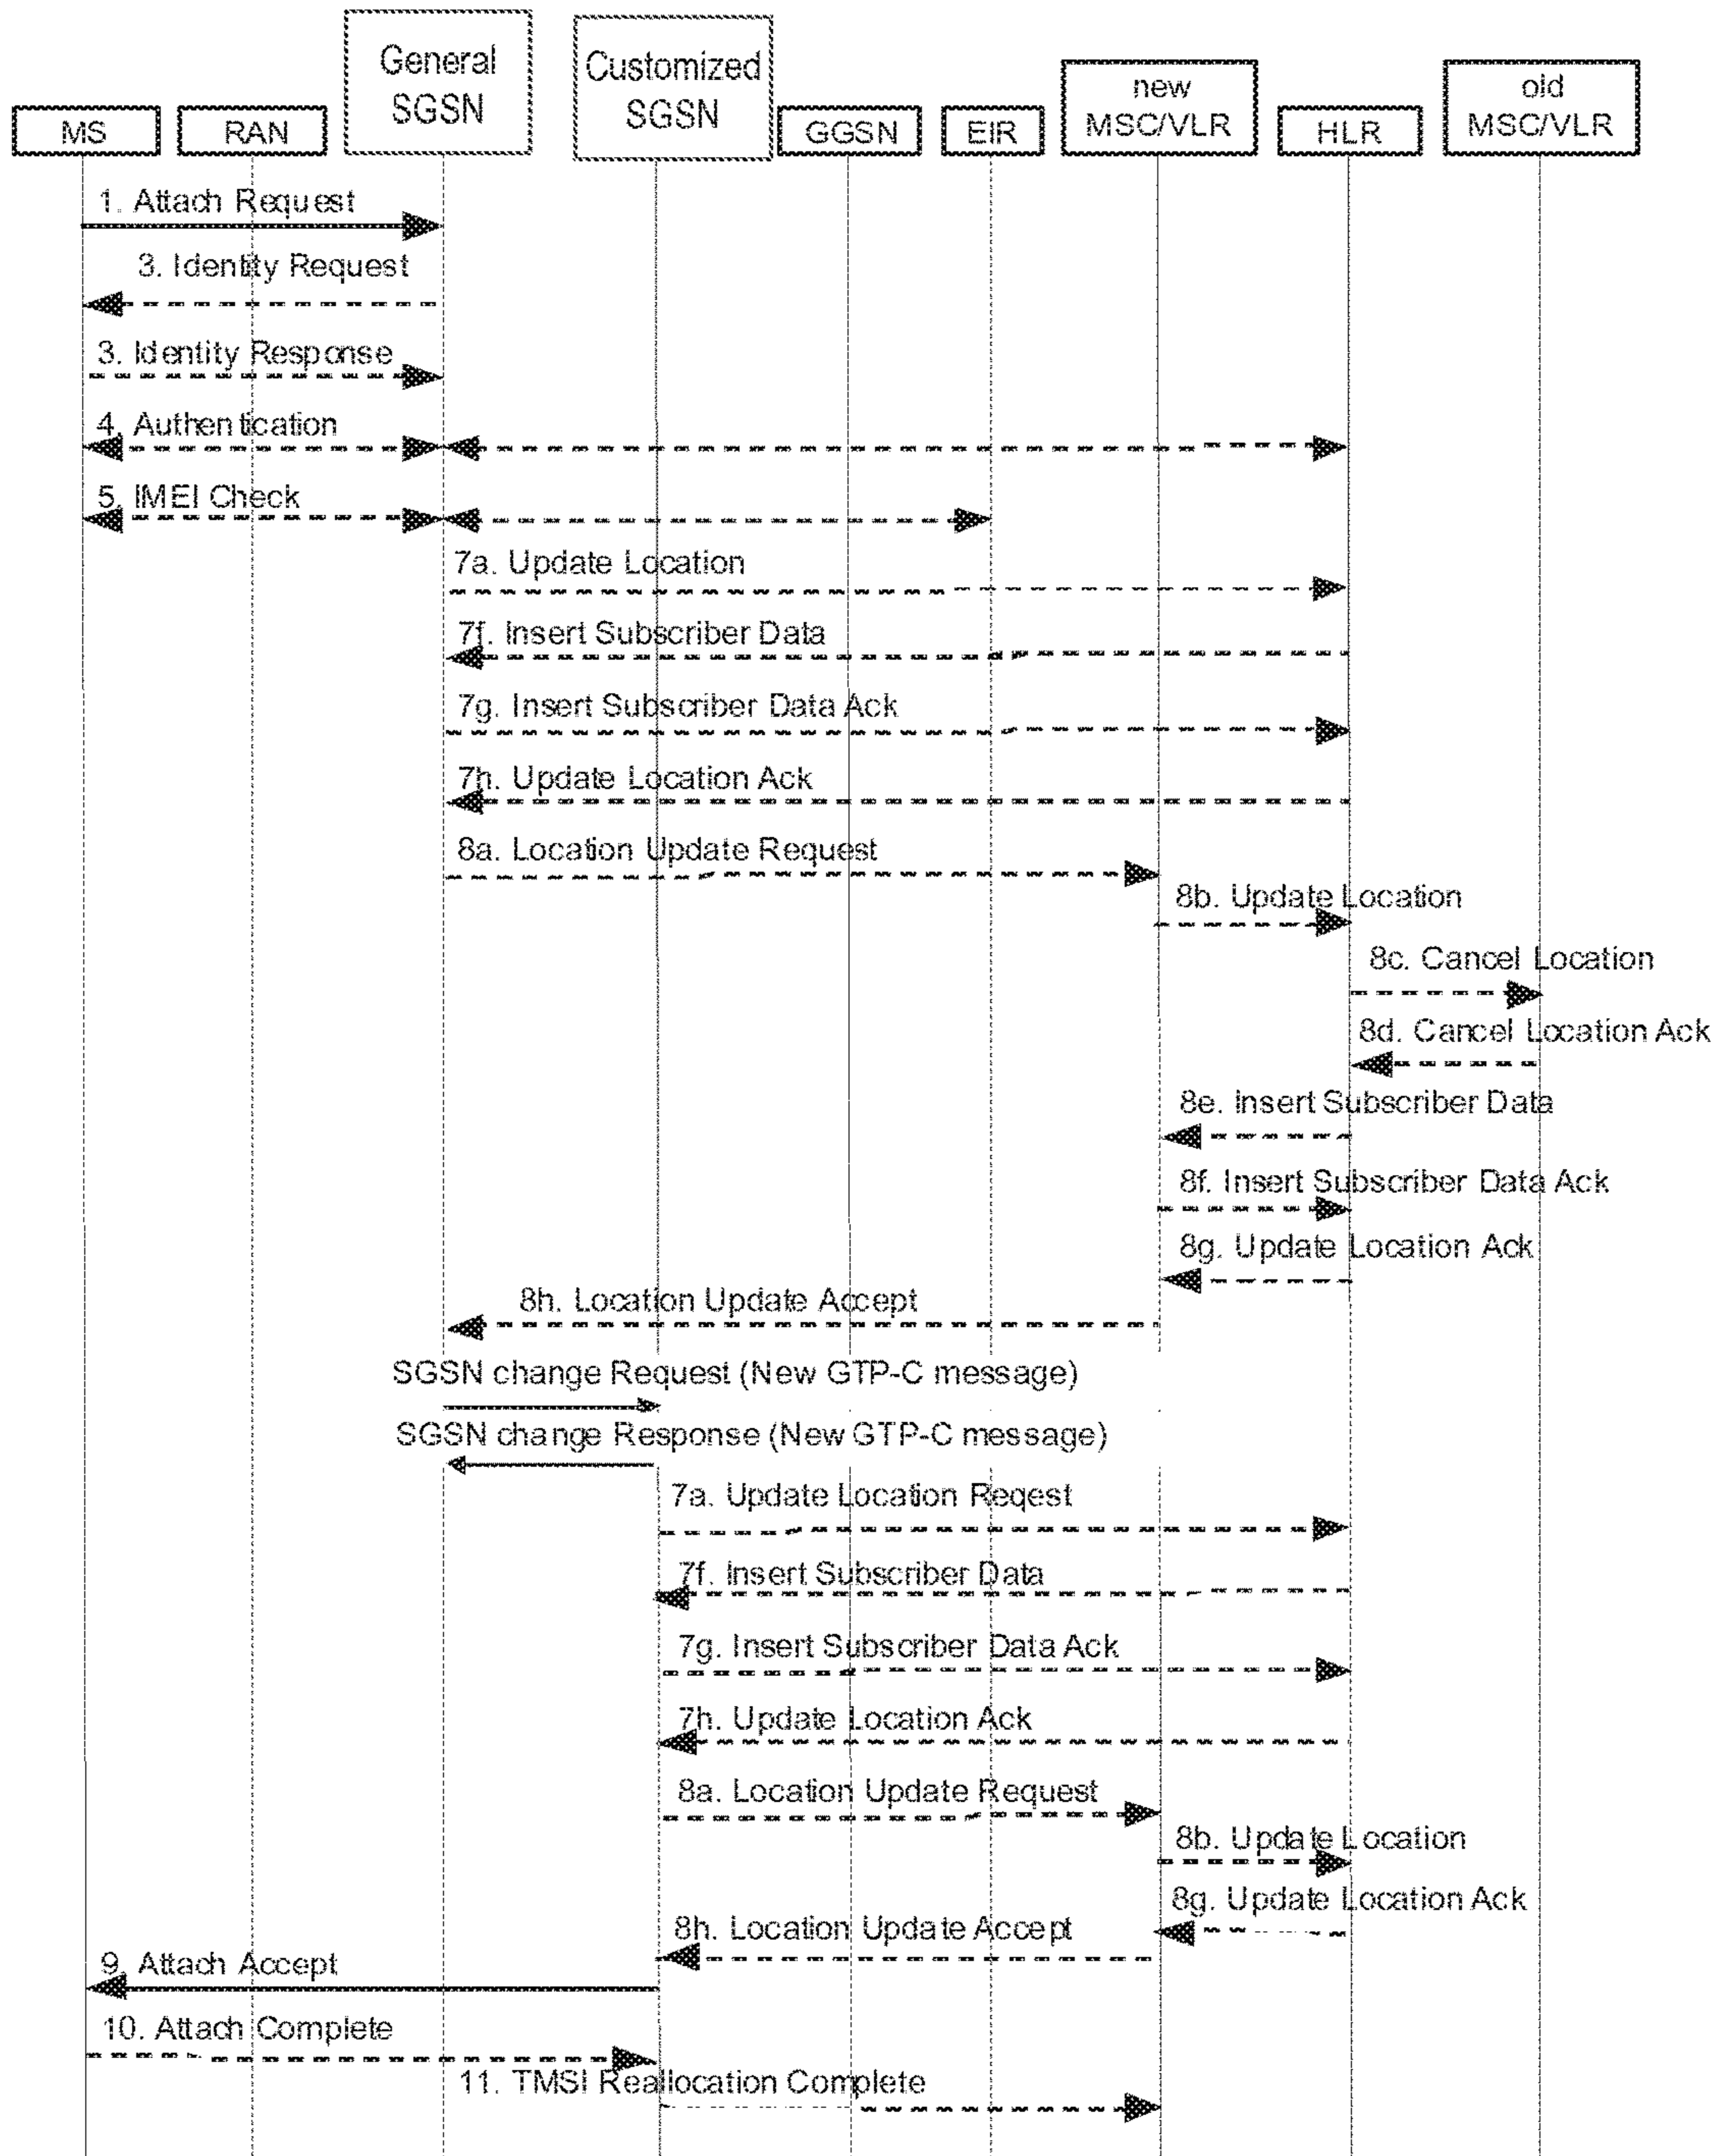 MS
RAN
General
SGSN
Customized
SGSN
GGSN
EIR
new
MSC/VLR
HLR
old
MSC/VLR
1. Attach Request
3. Identity Request
3. Identity Response
4. Authentication
5. IMEI Check
7a. Update Location
7f. Insert Subscriber Data
7g. Insert Subscriber Data Ack
7h. Update Location Ack
8a. Location Update Request
8b. Update Location
8c. Cancel Location
8d. Cancel Location Ack
8e. Insert Subscriber Data
8f. Insert Subscriber Data Ack
8g. Update Location Ack
8h. Location Update Accept
SGSN change Request (New GTP-C message)
SGSN change Response (New GTP-C message)
7a. Update Location Reqest
7f. Insert Subscriber Data
7g. Insert Subscriber Data Ack
7h. Update Location Ack
8a. Location Update Request
8b. Update Location
8g. Update Location Ack
8h. Location Update Accept
9. Attach Accept
10. Attach Complete
11. TMSI Reallocation Complete